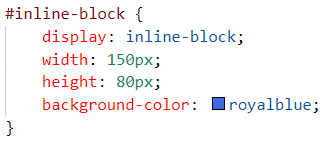 #inline-block {
    display: inline-block;
    width: 150px;
    height: 80px;
    background-color: royalblue;
}